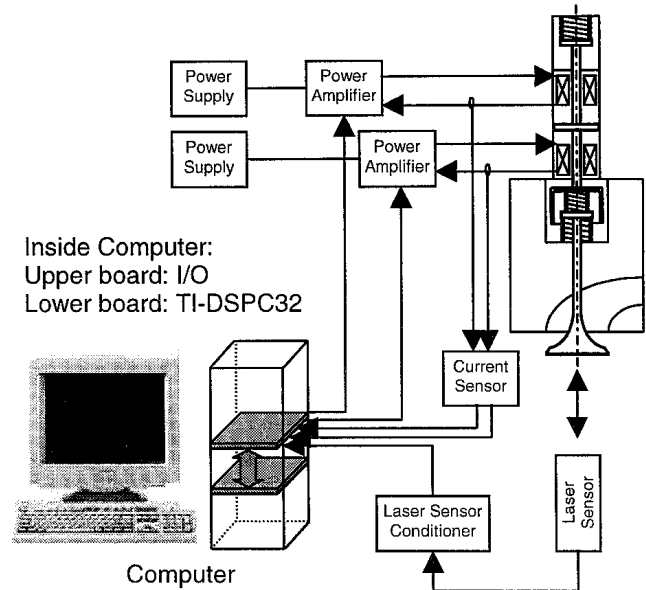 Power
Supply
Power
Amplifier
Power
Supply
Power
Amplifier
Inside Computer:
Upper board: I/O
Lower board: TI-DSPC32
Current
Sensor
Laser Sensor
Conditioner
Laser
Sensor
Computer